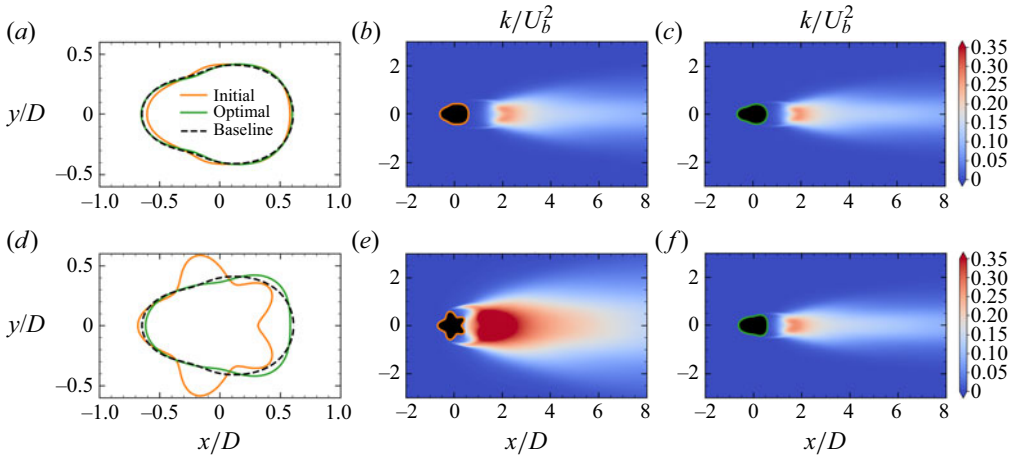 k/U_b^2 k/U_b^2
(a) (b) (c)
0.5 2 2 0.35
Initial 0.30
Optimal 0.25
y/D 0 Baseline 0 0 0.20
0.15
0.10
−2 −2 0.05
−0.5 0
−1.0 −0.5 0 0.5 1.0 −2 0 2 4 6 8 −2 0 2 4 6 8
(d) (e) (f)
0.5 2 2 0.35
0.30
0.25
y/D 0 0 0 0.20
0.15
0.10
−2 −2 0.05
−0.5 0
−1.0 −0.5 0 0.5 1.0 −2 0 2 4 6 8 −2 0 2 4 6 8
x/D x/D x/D